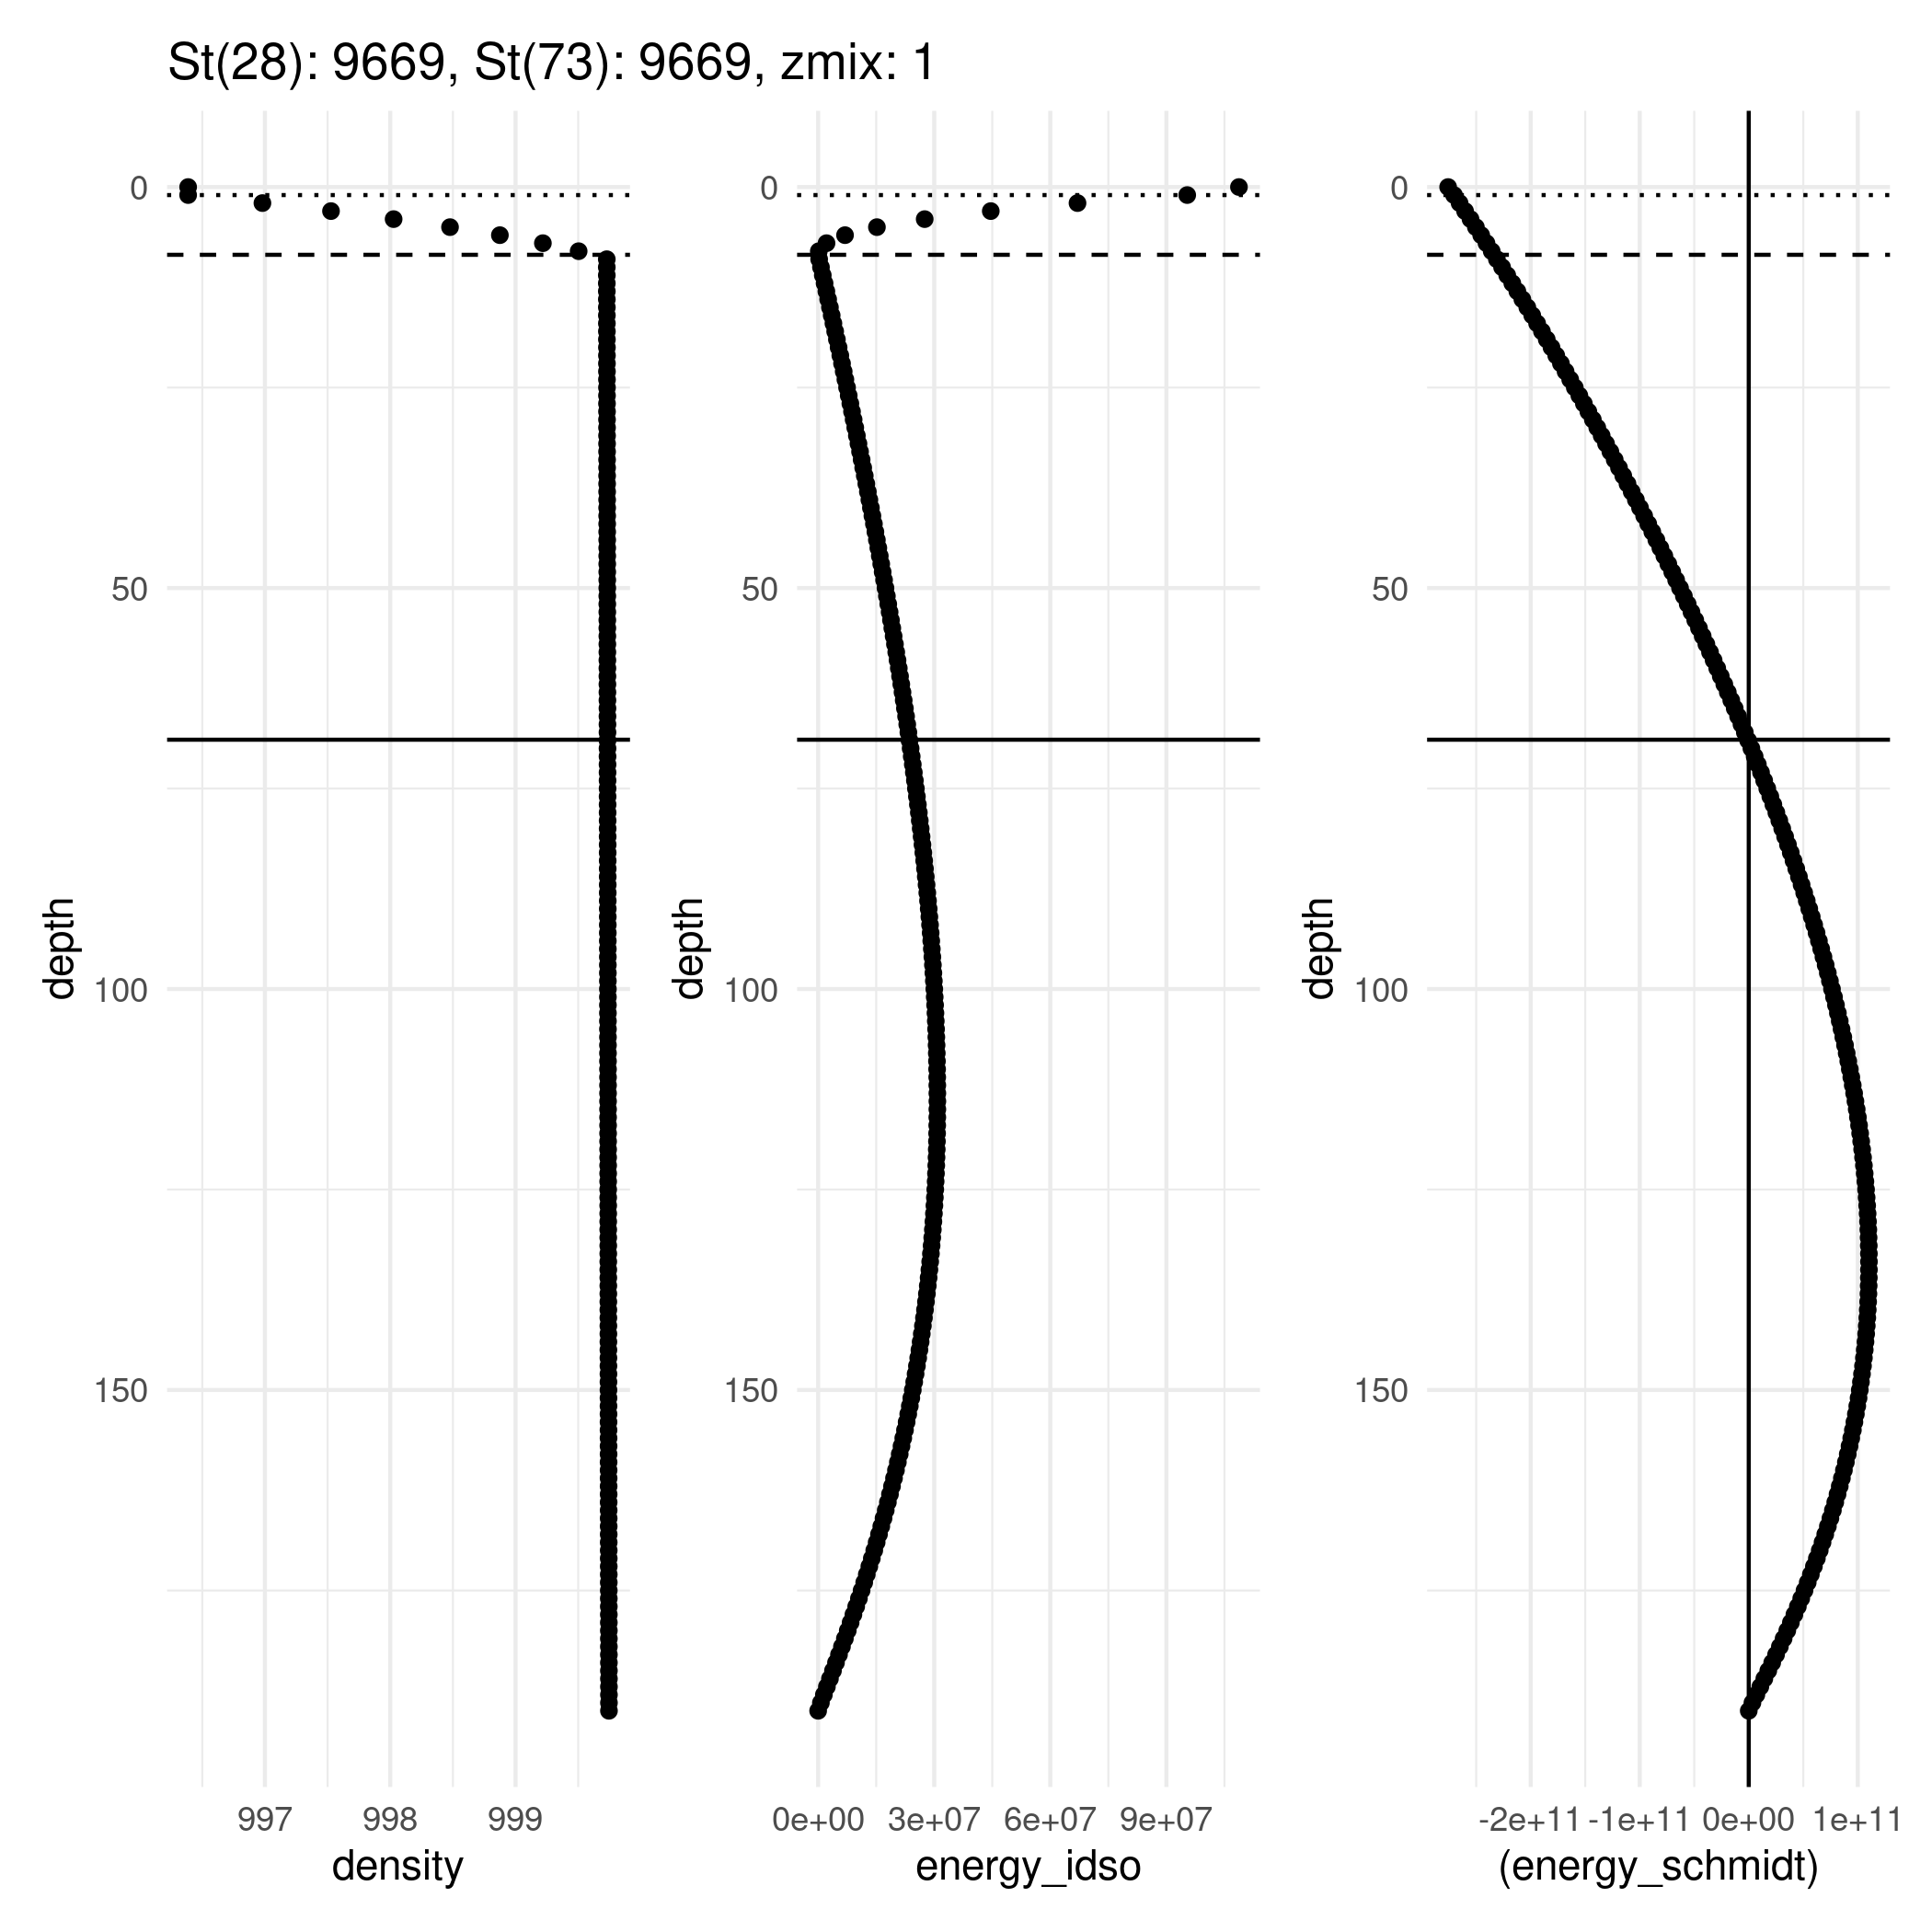 St(28): 9669, St(73): 9669, zmix: 1
0
50
100
150
depth
997 998 999
density
0
50
100
150
depth
0e+00 3e+07 6e+07 9e+07
energy_idso
0
50
100
150
depth
-2e+11 -1e+11 0e+00 1e+11
(energy_schmidt)